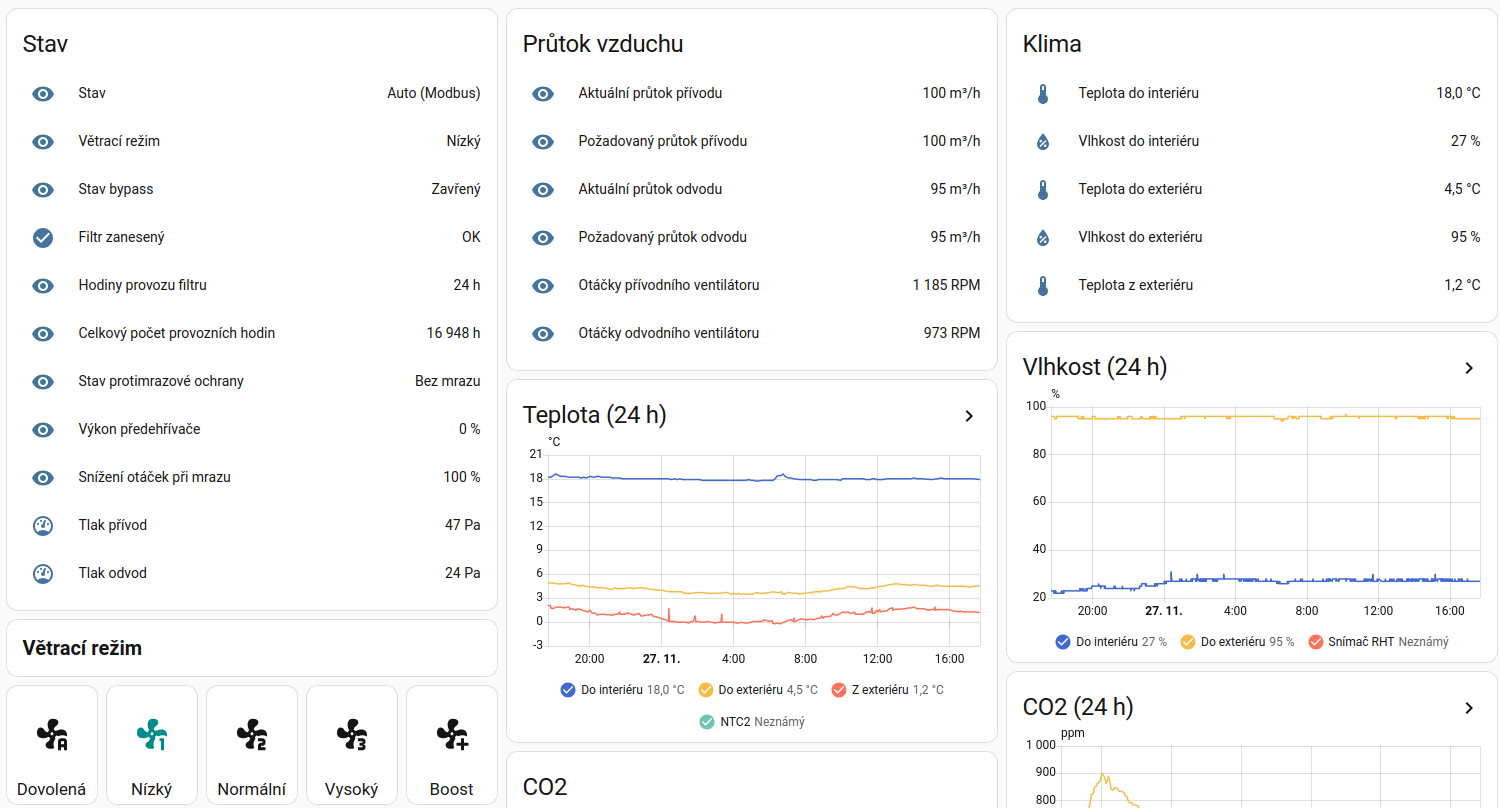 Stav
Stav Auto (Modbus)
Větrací režim Nízký
Stav bypass Zavřený
Filtr zanesený OK
Hodiny provozu filtru 24 h
Celkový počet provozních hodin 16 948 h
Stav protimrazové ochrany Bez mrazu
Výkon předehřívače 0 %
Snížení otáček při mrazu 100 %
Tlak přívod 47 Pa
Tlak odvod 24 Pa
Větrací režim
A 1 2 3 +
Dovolená Nízký Normální Vysoký Boost
Průtok vzduchu
Aktuální průtok přívodu 100 m³/h
Požadovaný průtok přívodu 100 m³/h
Aktuální průtok odvodu 95 m³/h
Požadovaný průtok odvodu 95 m³/h
Otáčky přívodního ventilátoru 1 185 RPM
Otáčky odvodního ventilátoru 973 RPM
Teplota (24 h)
°C
21
18
15
12
9
6
3
0
-3
20:00 27. 11. 4:00 8:00 12:00 16:00
Do interiéru 18,0 °C Do exteriéru 4,5 °C Z exteriéru 1,2 °C
NTC2 Neznámý
CO2
Klima
Teplota do interiéru 18,0 °C
Vlhkost do interiéru 27 %
Teplota do exteriéru 4,5 °C
Vlhkost do exteriéru 95 %
Teplota z exteriéru 1,2 °C
Vlhkost (24 h)
%
100
80
60
40
20
20:00 27. 11. 4:00 8:00 12:00 16:00
Do interiéru 27 % Do exteriéru 95 % Snímač RHT Neznámý
CO2 (24 h)
ppm
1 000
900
800